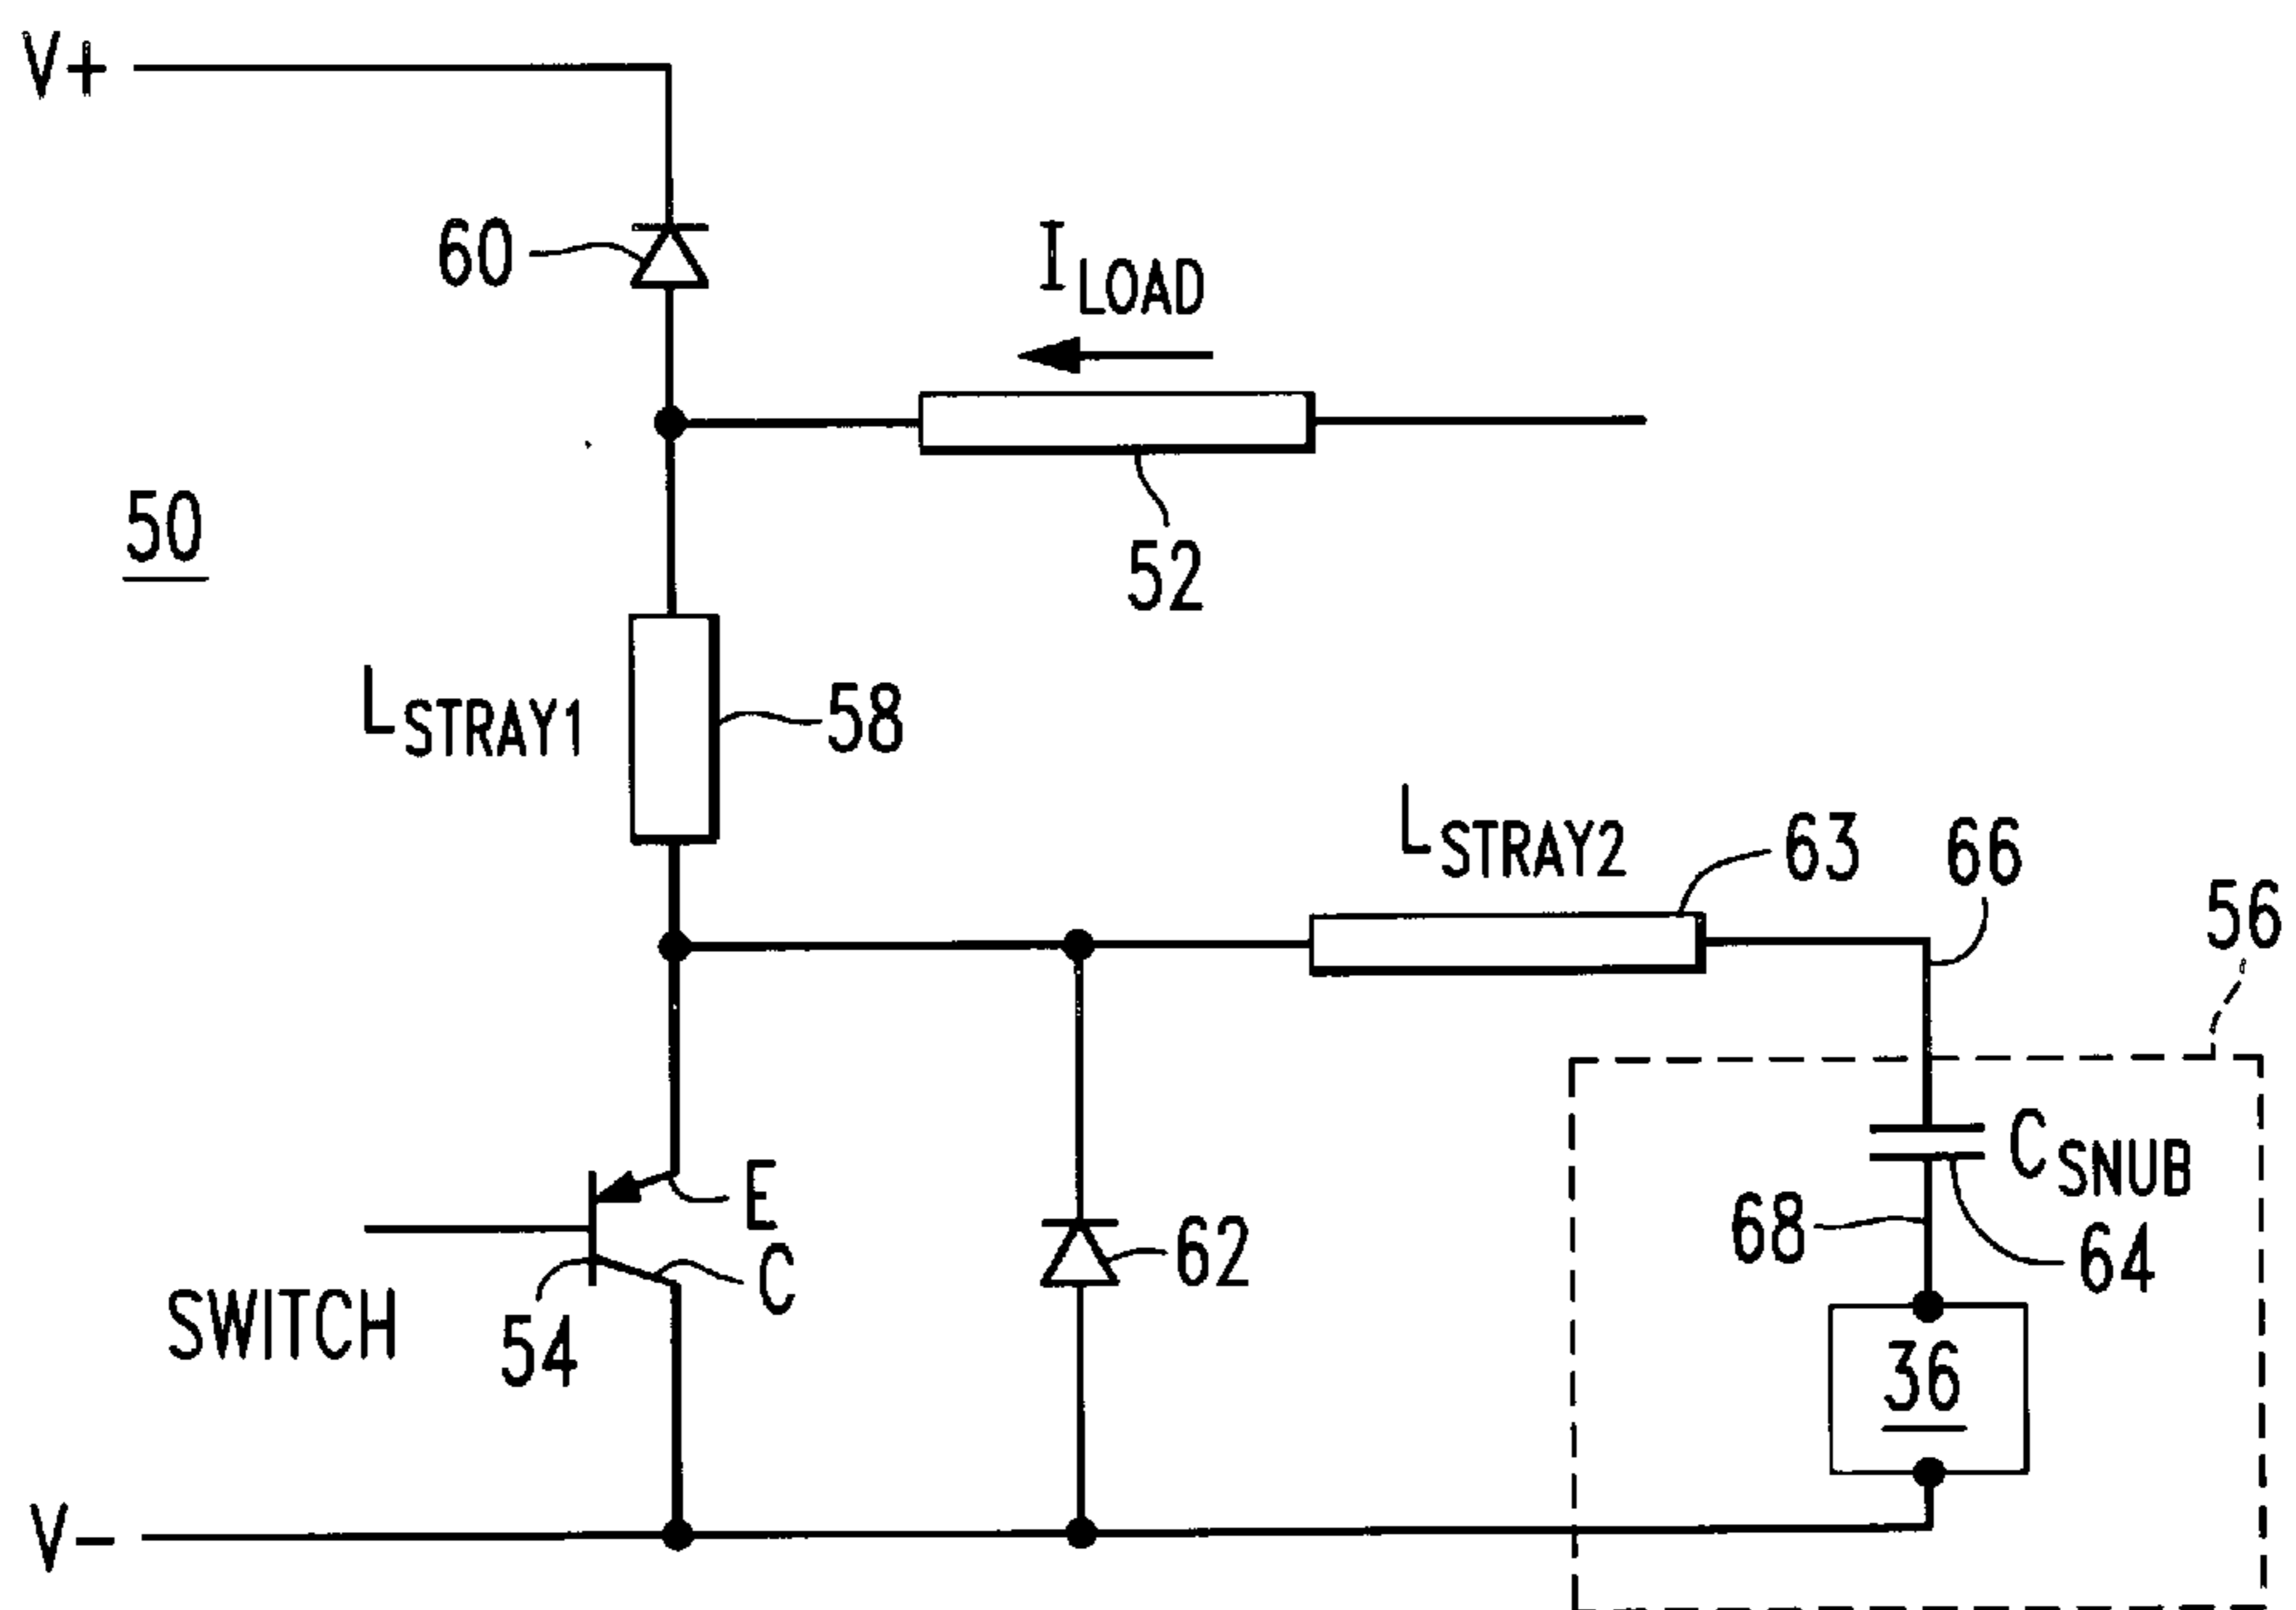 V+
60
I LOAD
50
52
L STRAY1
58
L STRAY2
63
66
56
E
C
C SNUB
68
64
62
SWITCH
54
36
V-